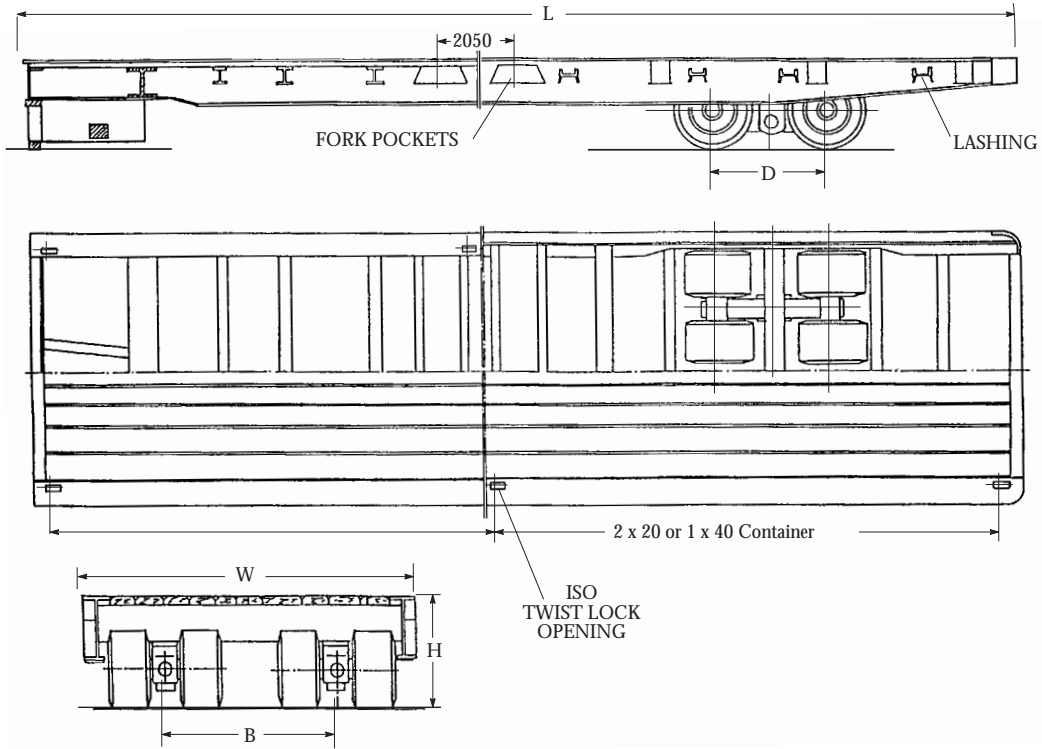 L
2050
FORK POCKETS
LASHING
D
2 x 20 or 1 x 40 Container
W
ISO
TWIST LOCK
OPENING
H
B